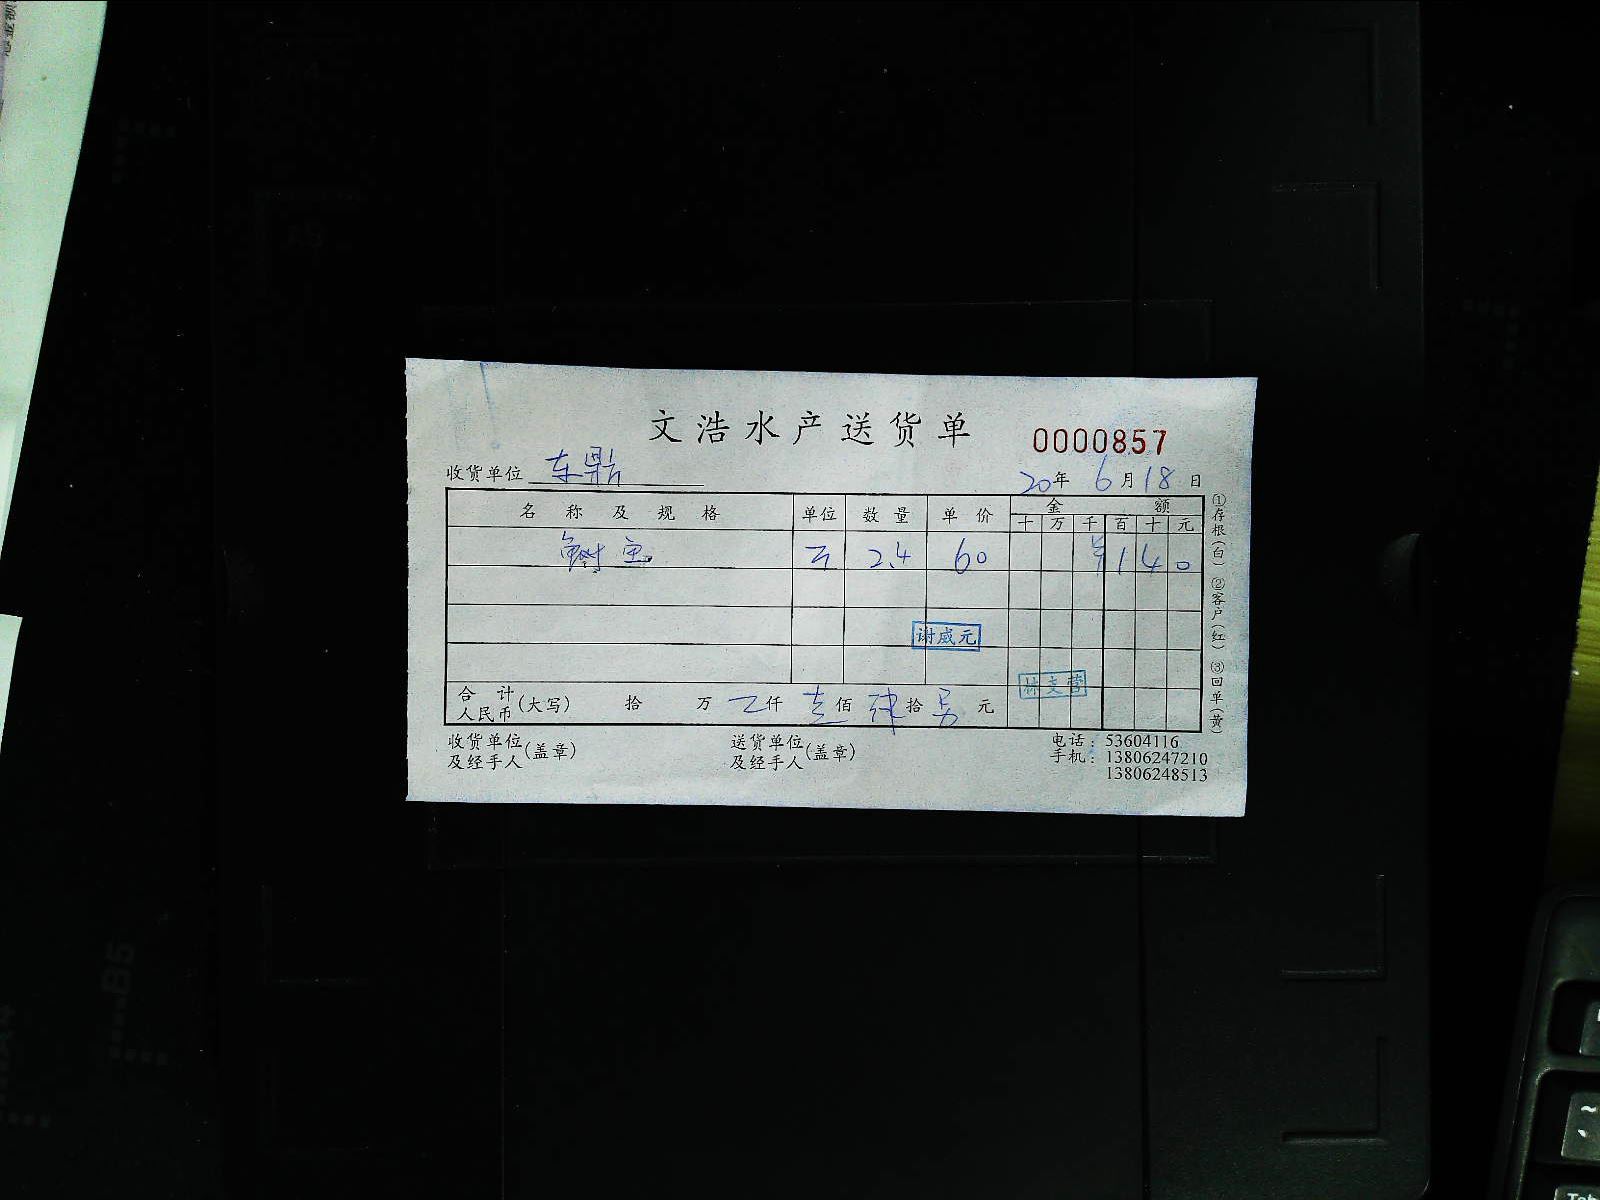 文浩水产送货单
0000857
收货单位 东鼎
20年 6月18日
名称及规格 单位 数量 单价 金额
十 万 千 百 十 元
鱼 2.4 60 ¥ 1 4 0
谢威元
合计
人民币(大写) 拾 万 仟 壹佰 肆拾 另 元
收货单位
及经手人(盖章)
送货单位
及经手人(盖章)
电话：53604116
手机：13806247210
13806248513
①存根(白) ②客户(红) ③回单(黄)
B5